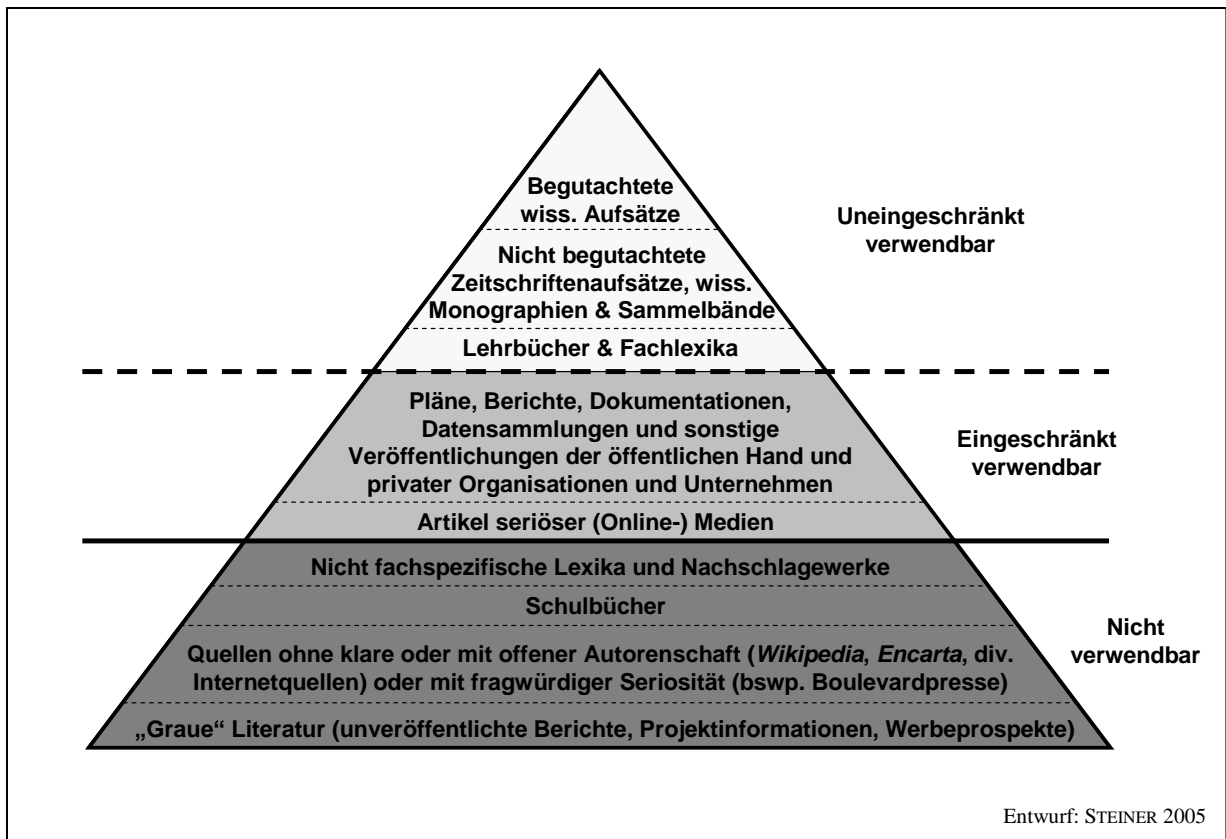 Begutachtete
wiss. Aufsätze
Uneingeschränkt
verwendbar
Nicht begutachtete
Zeitschriftenaufsätze, wiss.
Monographien & Sammelbände
Lehrbücher & Fachlexika
Pläne, Berichte, Dokumentationen,
Datensammlungen und sonstige
Veröffentlichungen der öffentlichen Hand und
privater Organisationen und Unternehmen
Eingeschränkt
verwendbar
Artikel seriöser (Online-) Medien
Nicht fachspezifische Lexika und Nachschlagewerke
Schulbücher
Nicht
verwendbar
Quellen ohne klare oder mit offener Autorenschaft (Wikipedia, Encarta, div.
Internetquellen) oder mit fragwürdiger Seriosität (bswp. Boulevardpresse)
„Graue“ Literatur (unveröffentlichte Berichte, Projektinformationen, Werbeprospekte)
Entwurf: STEINER 2005